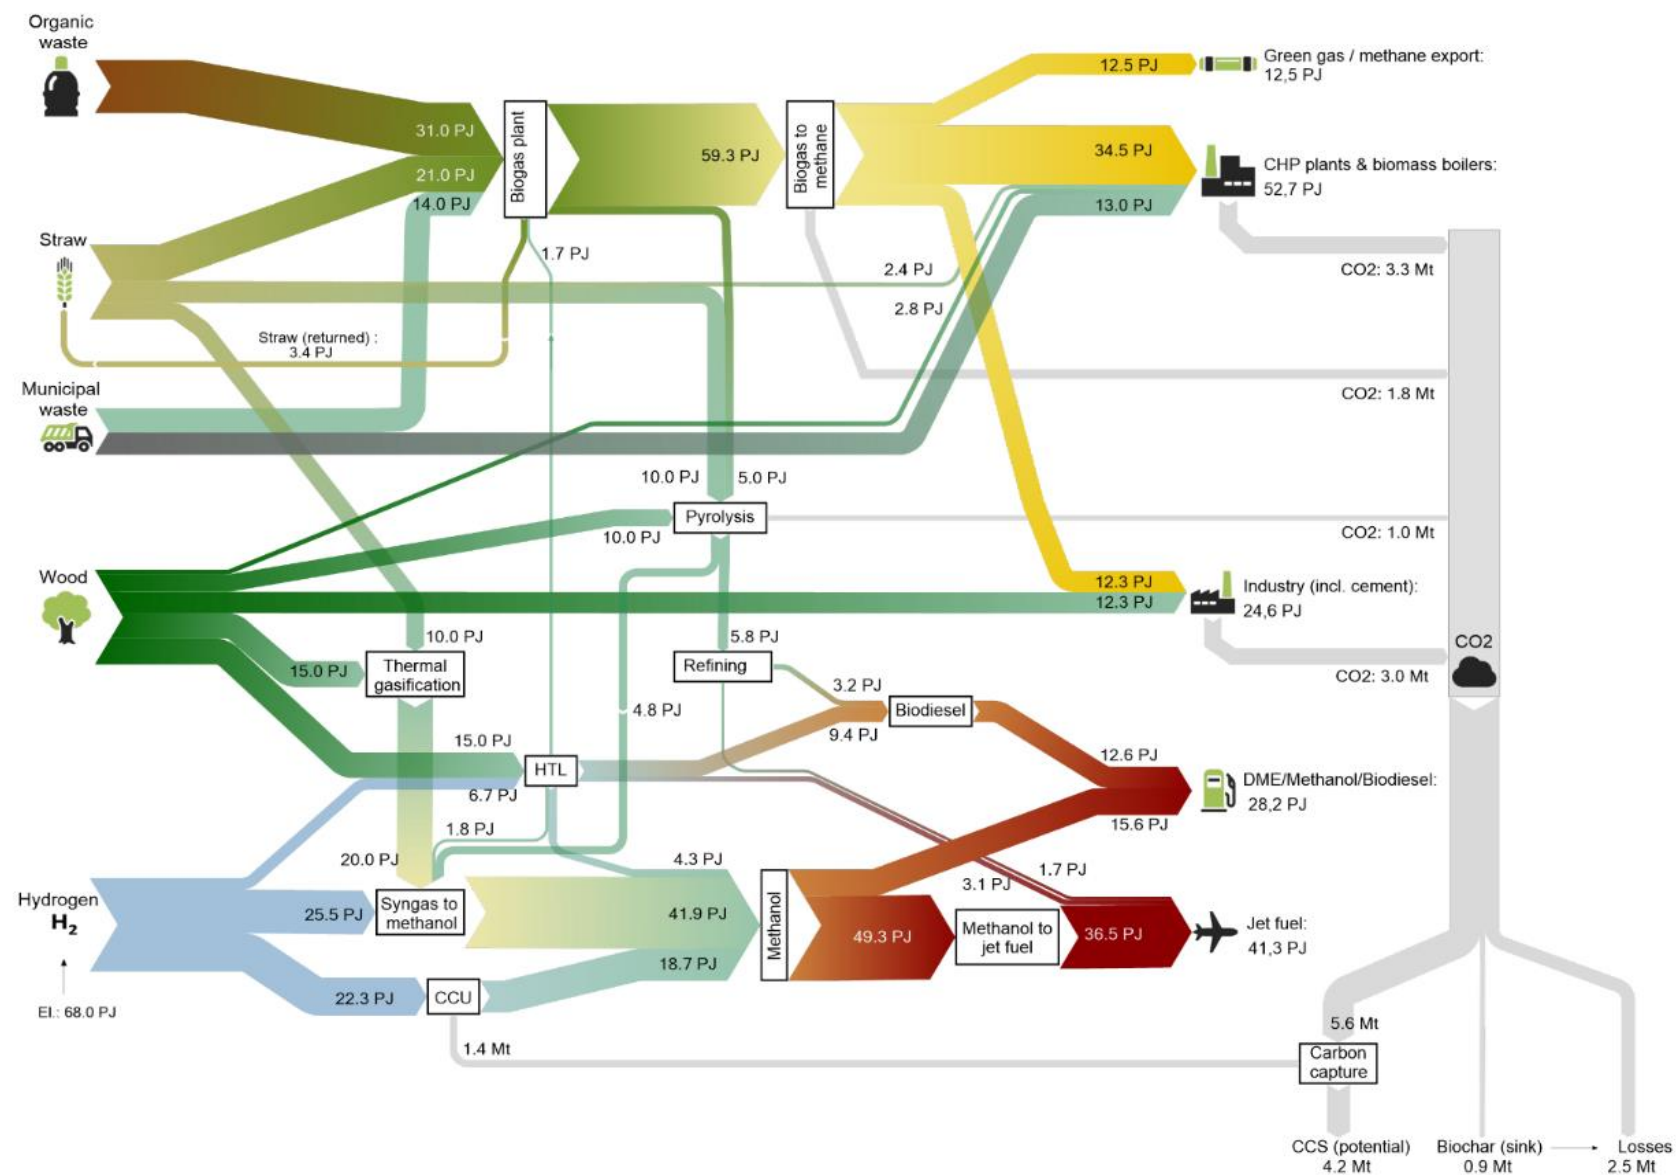 Organic
waste
31.0 PJ
21.0 PJ
14.0 PJ
Biogas plant
59.3 PJ
Biogas to
methane
12.5 PJ
Green gas / methane export:
12,5 PJ
34.5 PJ
CHP plants & biomass boilers:
52,7 PJ
13.0 PJ
Straw
1.7 PJ
2.4 PJ
2.8 PJ
CO2: 3.3 Mt
Straw (returned) :
3.4 PJ
CO2: 1.8 Mt
Municipal
waste
10.0 PJ
5.0 PJ
Pyrolysis
10.0 PJ
CO2: 1.0 Mt
Wood
12.3 PJ
12.3 PJ
Industry (incl. cement):
24,6 PJ
10.0 PJ
15.0 PJ
Thermal
gasification
5.8 PJ
Refining
CO2
CO2: 3.0 Mt
3.2 PJ
4.8 PJ
Biodiesel
9.4 PJ
15.0 PJ
HTL
6.7 PJ
12.6 PJ
DME/Methanol/Biodiesel:
28,2 PJ
15.6 PJ
1.8 PJ
20.0 PJ
4.3 PJ
1.7 PJ
3.1 PJ
Hydrogen
H₂
25.5 PJ
Syngas to
methanol
41.9 PJ
Methanol
49.3 PJ
Methanol to
jet fuel
36.5 PJ
Jet fuel:
41,3 PJ
18.7 PJ
22.3 PJ
CCU
El.: 68.0 PJ
1.4 Mt
5.6 Mt
Carbon
capture
CCS (potential)
4.2 Mt
Biochar (sink)
0.9 Mt
Losses
2.5 Mt